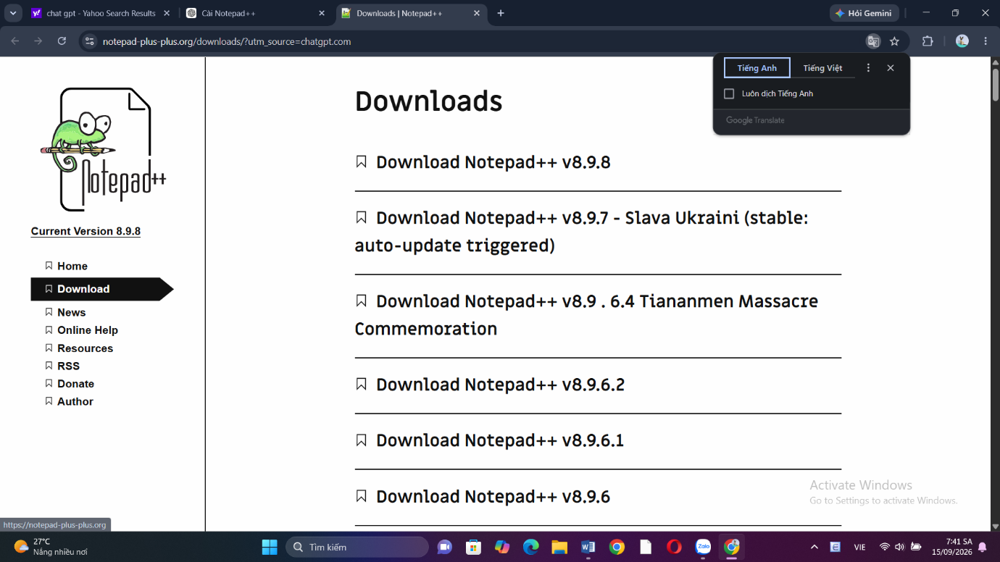 chat gpt - Yahoo Search Results
Cài Notepad++
Downloads | Notepad++
Hỏi Gemini
notepad-plus-plus.org/downloads/?utm_source=chatgpt.com
Tiếng Anh
Tiếng Việt
Luôn dịch Tiếng Anh
Google Translate
Notepad++
Current Version 8.9.8
Home
Download
News
Online Help
Resources
RSS
Donate
Author
Downloads
Download Notepad++ v8.9.8
Download Notepad++ v8.9.7 - Slava Ukraini (stable:
auto-update triggered)
Download Notepad++ v8.9 . 6.4 Tiananmen Massacre
Commemoration
Download Notepad++ v8.9.6.2
Download Notepad++ v8.9.6.1
Download Notepad++ v8.9.6
Activate Windows
Go to Settings to activate Windows.
https://notepad-plus-plus.org
27°C
Nắng nhiều nơi
Tìm kiếm
Zalo
VIE
7:41 SA
15/09/2026